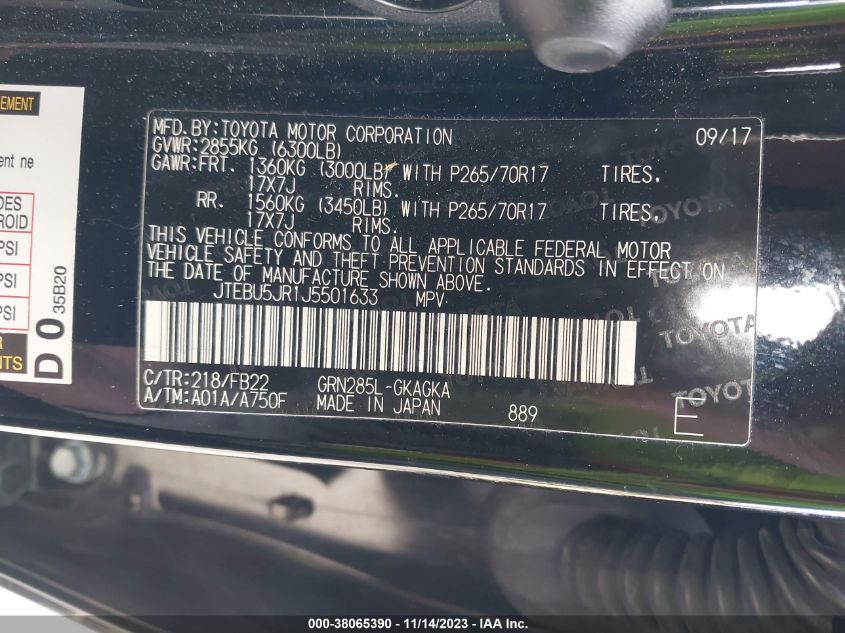 EMENT
ent ne
DES
ROID
PSI
PSI
PSI
OR
NTS
D 0 35B20
MFD.BY:TOYOTA MOTOR CORPORATION 09/17
GVWR:2855KG (6300LB)
GAWR:FRT. 1360KG (3000LB) WITH P265/70R17 TIRES,
17X7J RIMS.
RR. 1560KG (3450LB) WITH P265/70R17 TIRES,
17X7J RIMS.
THIS VEHICLE CONFORMS TO ALL APPLICABLE FEDERAL MOTOR
VEHICLE SAFETY AND THEFT PREVENTION STANDARDS IN EFFECT ON
THE DATE OF MANUFACTURE SHOWN ABOVE.
JTEBU5JR1J5501633 MPV
C/TR:218/FB22 GRN285L-GKAGKA
A/TM:A01A/A750F MADE IN JAPAN 889 E
TOYOTA
TOYOTA
000-38065390 - 11/14/2023 - IAA Inc.